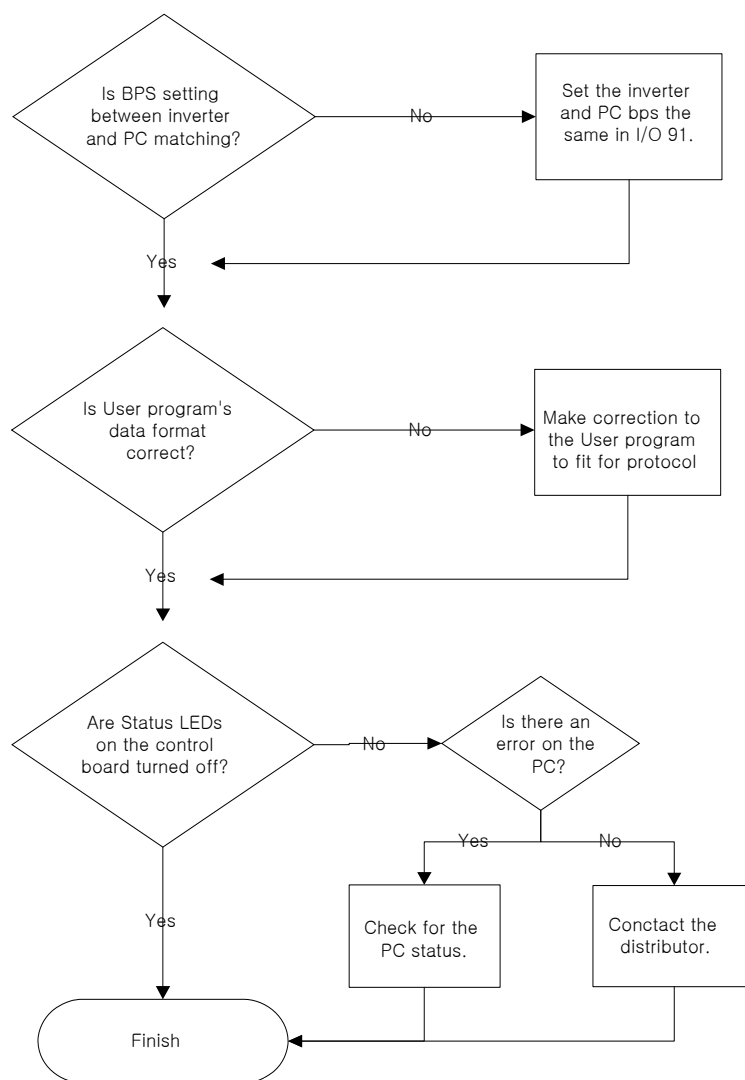 Is BPS setting
between inverter
and PC matching?
No
Set the inverter
and PC bps the
same in I/O 91.
Yes
Is User program's
data format
correct?
No
Make correction to
the User program
to fit for protocol
Yes
Are Status LEDs
on the control
board turned off?
No
Is there an
error on the
PC?
Yes
No
Yes
Check for the
PC status.
Conctact the
distributor.
Finish